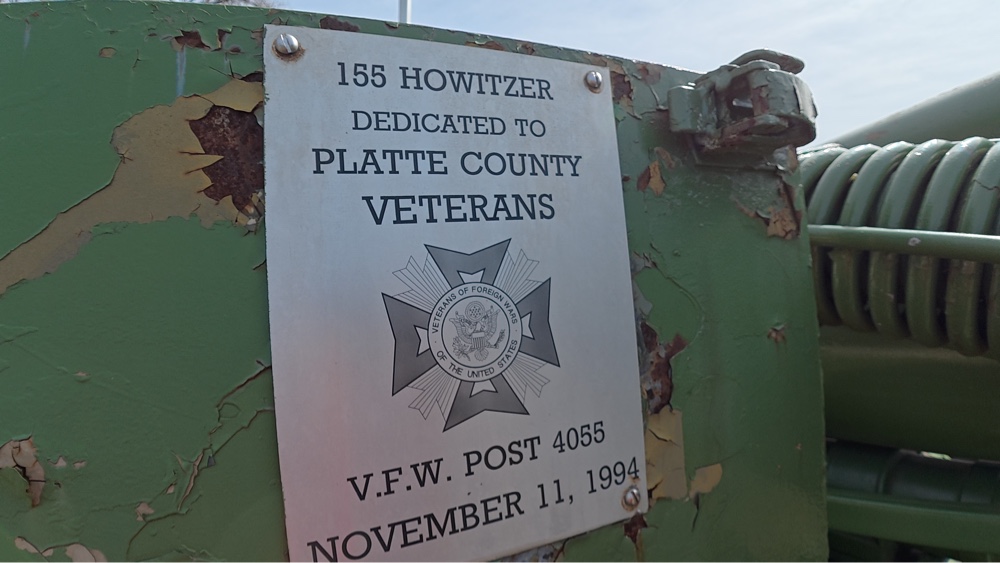 155 HOWITZER
DEDICATED TO
PLATTE COUNTY
VETERANS
VETERANS OF FOREIGN WARS
OF THE UNITED STATES
V.F.W. POST 4055
NOVEMBER 11, 1994